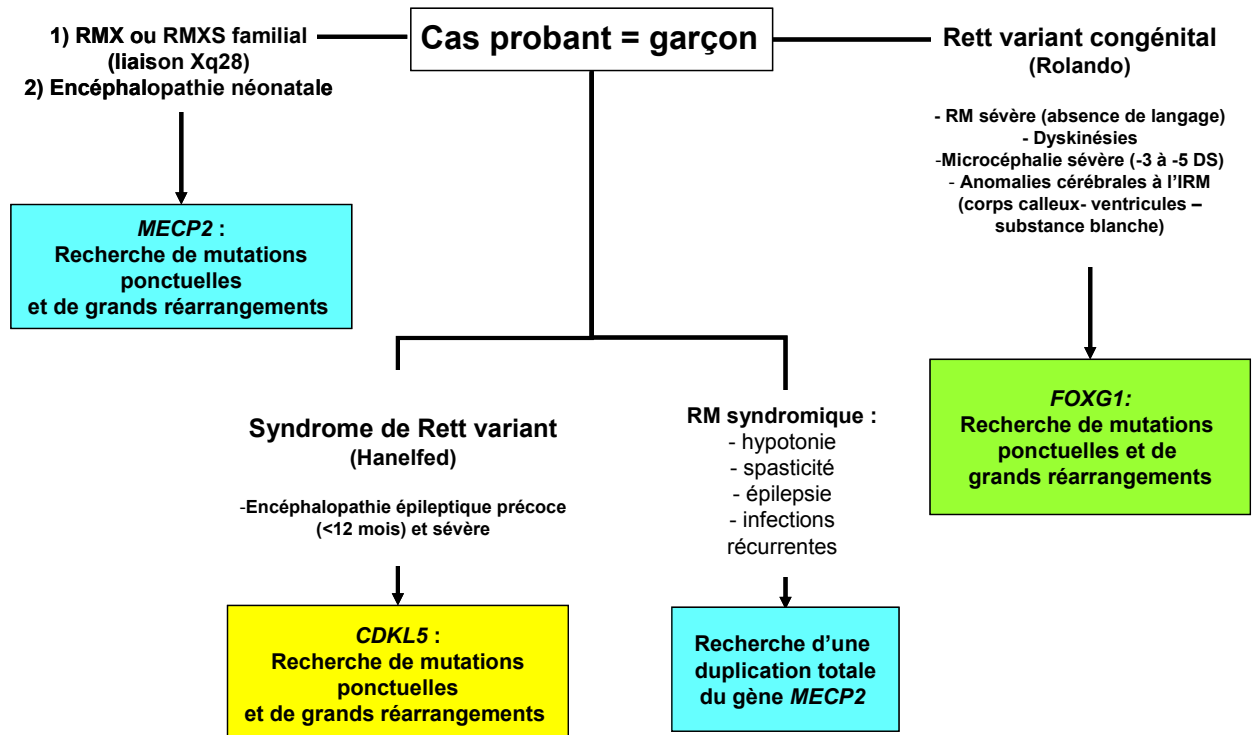 Cas probant = garçon
1) RMX ou RMXS familial
(liaison Xq28)
2) Encéphalopathie néonatale
MECP2 :
Recherche de mutations
ponctuelles
et de grands réarrangements
Syndrome de Rett variant
(Hanelfed)
-Encéphalopathie épileptique précoce
(<12 mois) et sévère
CDKL5 :
Recherche de mutations
ponctuelles
et de grands réarrangements
RM syndromique :
- hypotonie
- spasticité
- épilepsie
- infections
récurrentes
Recherche d’une
duplication totale
du gène MECP2
Rett variant congénital
(Rolando)
- RM sévère (absence de langage)
- Dyskinésies
-Microcéphalie sévère (-3 à -5 DS)
- Anomalies cérébrales à l’IRM
(corps calleux- ventricules –
substance blanche)
FOXG1:
Recherche de mutations
ponctuelles et de
grands réarrangements